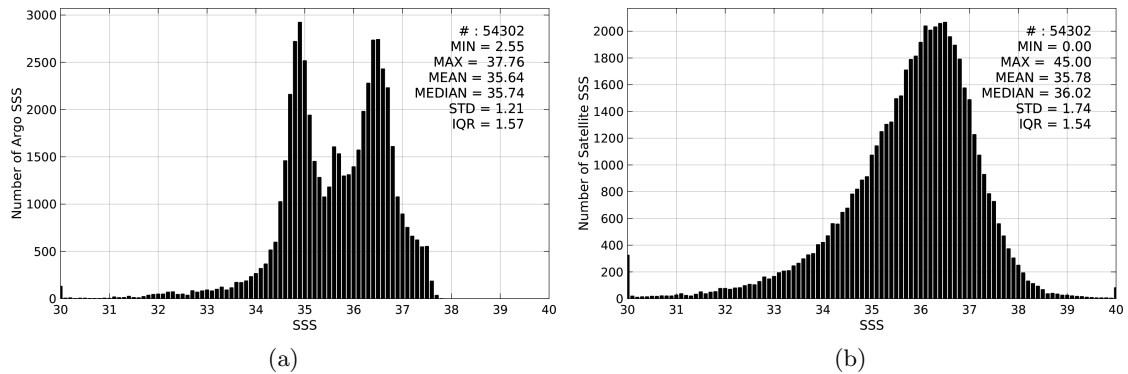 # : 54302
MIN = 2.55
MAX = 37.76
MEAN = 35.64
MEDIAN = 35.74
STD = 1.21
IQR = 1.57
Number of Argo SSS
3000
2500
2000
1500
1000
500
0
30 31 32 33 34 35 36 37 38 39 40
SSS
(a)
# : 54302
MIN = 0.00
MAX = 45.00
MEAN = 35.78
MEDIAN = 36.02
STD = 1.74
IQR = 1.54
Number of Satellite SSS
2000
1800
1600
1400
1200
1000
800
600
400
200
0
30 31 32 33 34 35 36 37 38 39 40
SSS
(b)